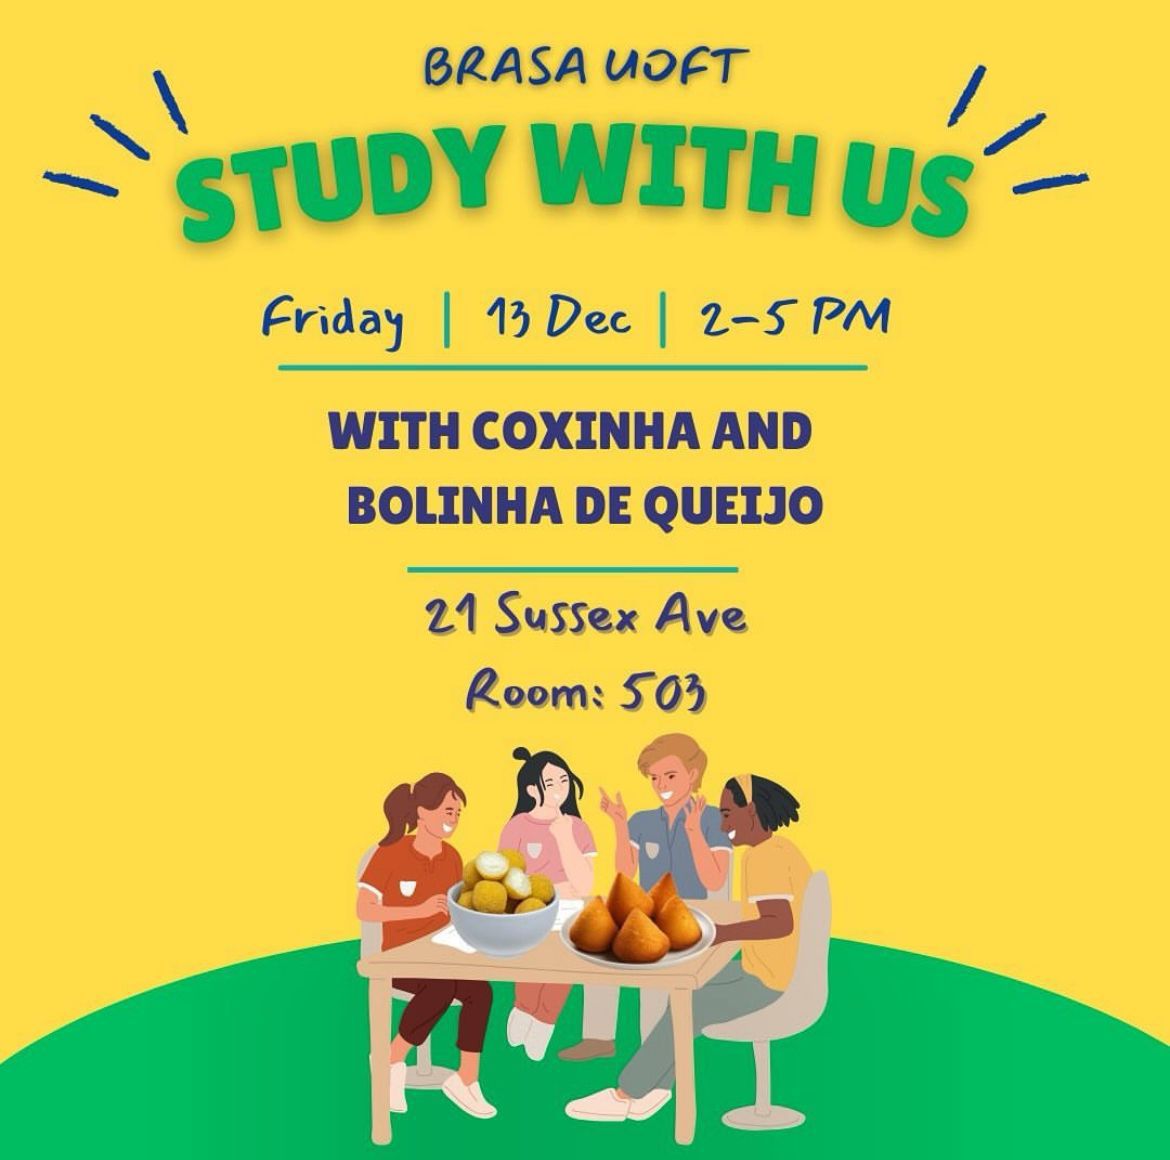 BRASA UOFT
STUDY WITH US
Friday | 13 Dec | 2-5 PM
WITH COXINHA AND
BOLINHA DE QUEIJO
21 Sussex Ave
Room: 503